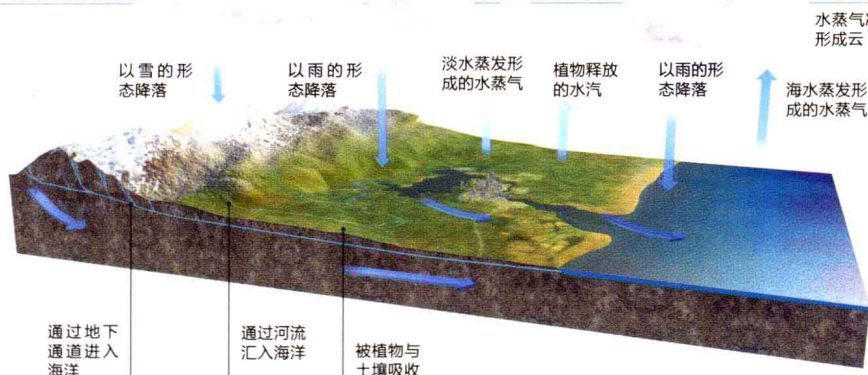 水蒸气
形成云
以雪的形
态降落
以雨的形
态降落
淡水蒸发形
成的水蒸气
植物释放
的水汽
以雨的形
态降落
海水蒸发形
成的水蒸气
通过地下
通道进入
海洋
通过河流
汇入海洋
被植物与
土壤吸收